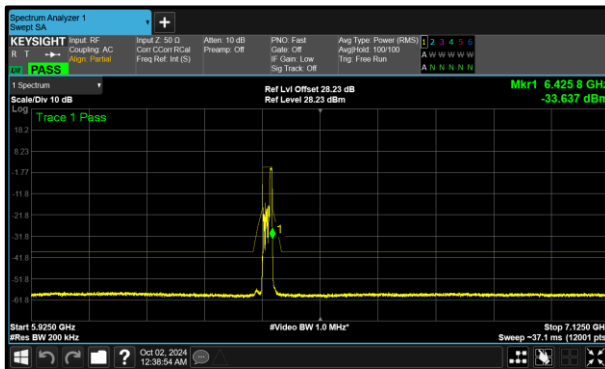 Spectrum Analyzer 1
Swept SA
KEYSIGHT
R T
LXI
PASS
Input: RF
Coupling: AC
Align: Partial
Input Z: 50 Ω
Corr CCorr RCal
Freq Ref: Int (S)
Atten: 10 dB
Preamp: Off
PNO: Fast
Gate: Off
IF Gain: Low
Sig Track: Off
Avg Type: Power (RMS)
Avg|Hold: 100/100
Trig: Free Run
1 2 3 4 5 6
A W W W W W
A N N N N N
1 Spectrum
Scale/Div 10 dB
Ref Lvl Offset 28.23 dB
Ref Level 28.23 dBm
Mkr1 6.425 8 GHz
-33.637 dBm
Log
Trace 1 Pass
18.2
8.23
-1.77
-11.8
-21.8
-31.8
-41.8
-51.8
-61.8
1
Start 5.9250 GHz
#Res BW 200 kHz
#Video BW 1.0 MHz*
Stop 7.1250 GHz
Sweep ~37.1 ms (12001 pts)
Oct 02, 2024
12:38:54 AM